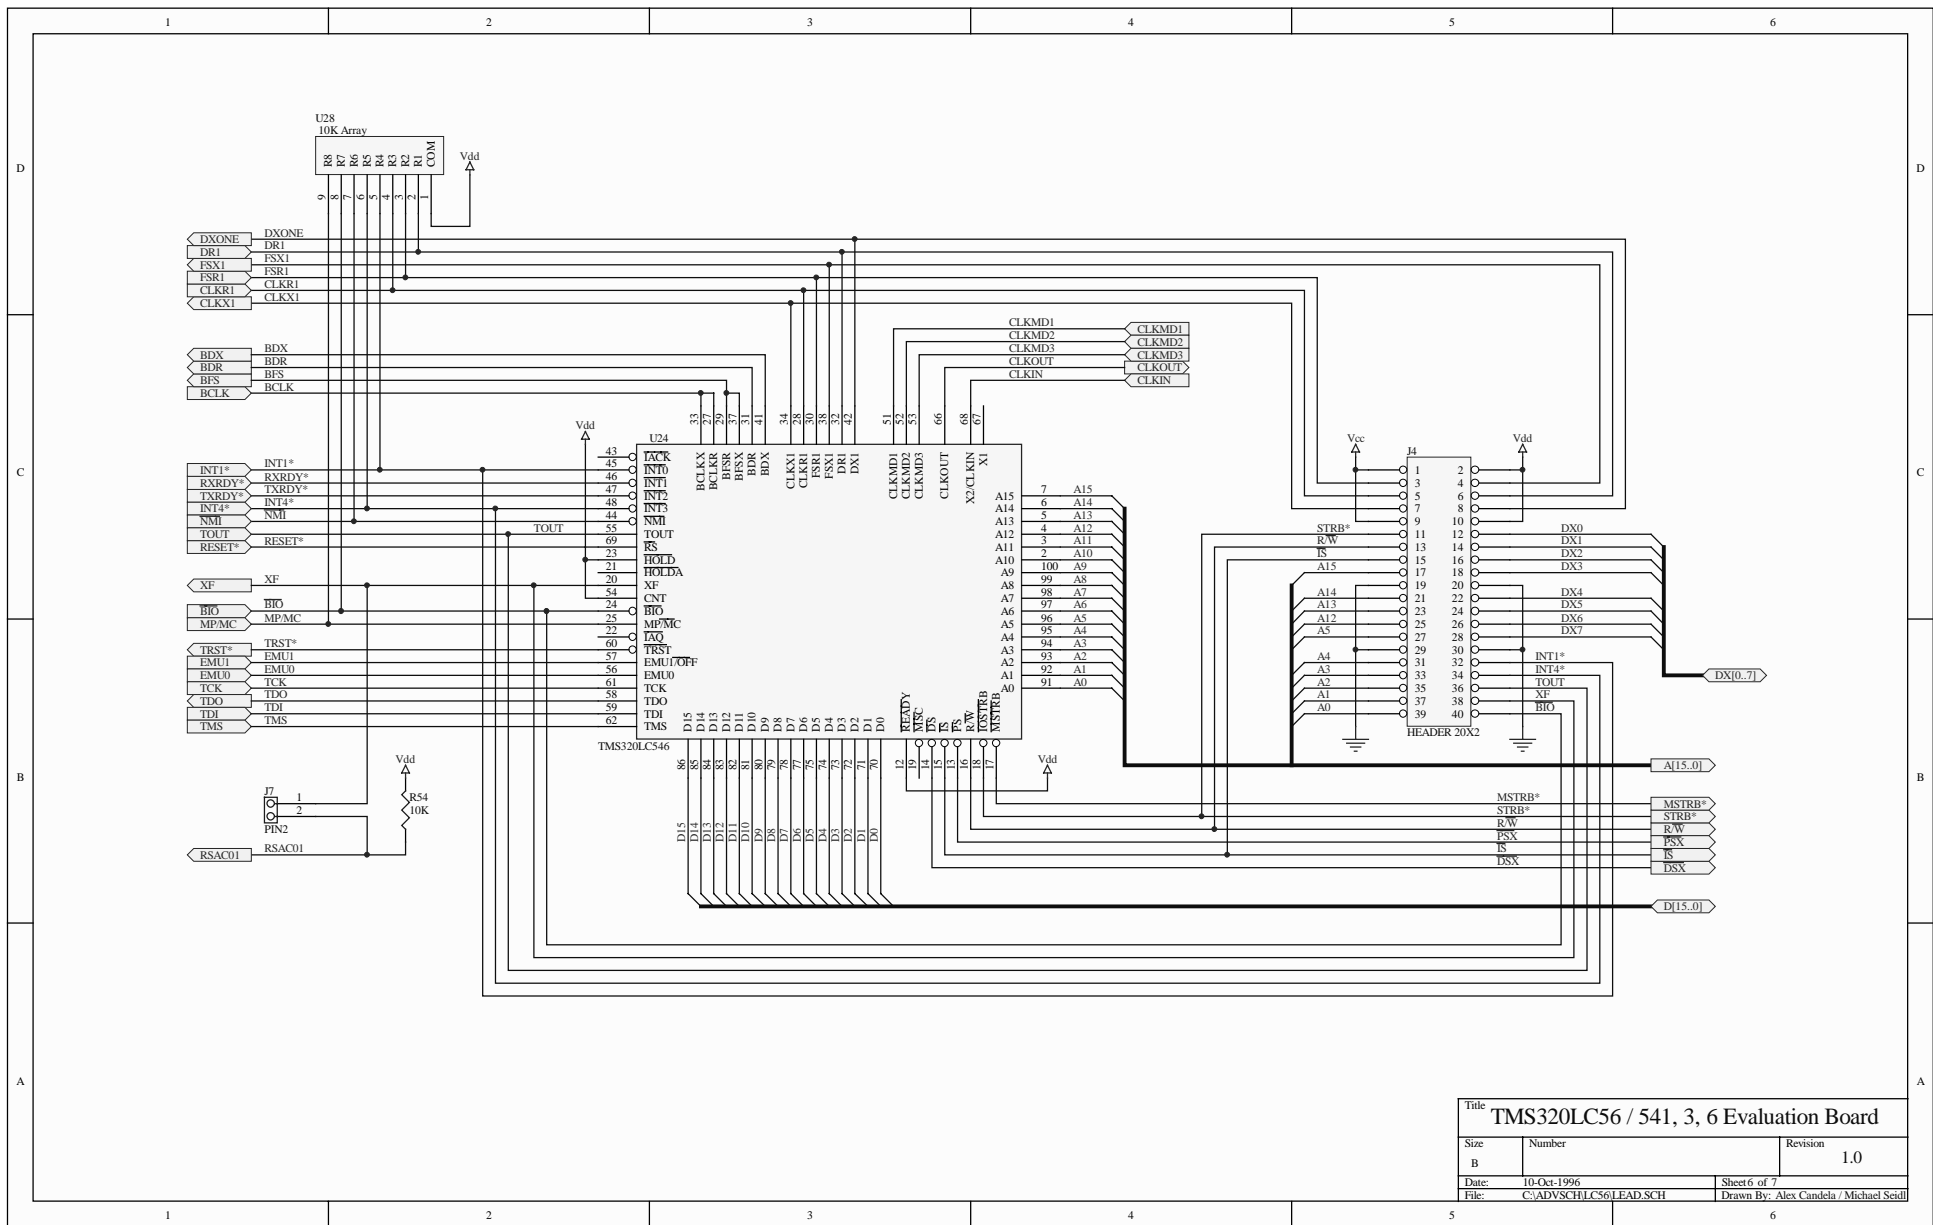 1 2 3 4 5 6
D
D
C
C
B
B
A
A
U28
10K Array
R8 R7 R6 R5 R4 R3 R2 R1 COM
9 8 7 6 5 4 3 2 1
Vdd
DXONE DXONE
DR1 DR1
FSX1 FSX1
FSR1 FSR1
CLKR1 CLKR1
CLKX1 CLKX1
BDX BDX
BDR BDR
BFS BFS
BCLK BCLK
CLKMD1 CLKMD1
CLKMD2 CLKMD2
CLKMD3 CLKMD3
CLKOUT CLKOUT
CLKIN CLKIN
33 27 29 37 31 41 34 28 30 38 32 42 51 52 53 66 68 67
Vdd
U24
BCLKX BCLKR BFSR BFSX BDR BDX CLKX1 CLKR1 FSR1 FSX1 DR1 DX1 CLKMD1 CLKMD2 CLKMD3 CLKOUT X2/CLKIN X1
43 IACK
INT1* INT1* 45 INT0
RXRDY* RXRDY* 46 INT1
TXRDY* TXRDY* 47 INT2
INT4* INT4* 48 INT3
NMI NMI 44 NMI
TOUT TOUT 55 TOUT
RESET* RESET* 69 RS
23 HOLD
21 HOLDA
XF XF 20 XF
54 CNT
BIO BIO 24 BIO
MP/MC MP/MC 25 MP/MC
22 IAQ
TRST* TRST* 60 TRST
EMU1 EMU1 57 EMU1/OFF
EMU0 EMU0 56 EMU0
TCK TCK 61 TCK
TDO TDO 58 TDO
TDI TDI 59 TDI
TMS TMS 62 TMS
A15 7 A15
A14 6 A14
A13 5 A13
A12 4 A12
A11 3 A11
A10 2 A10
A9 100 A9
A8 99 A8
A7 98 A7
A6 97 A6
A5 96 A5
A4 95 A4
A3 94 A3
A2 93 A2
A1 92 A1
A0 91 A0
D15 D14 D13 D12 D11 D10 D9 D8 D7 D6 D5 D4 D3 D2 D1 D0 READY MSC DS IS PS R/W IOSTRB MSTRB
TMS320LC546
86 85 84 83 82 81 80 79 78 77 75 74 73 72 71 70 12 19 14 15 13 16 18 17
Vdd
D15 D14 D13 D12 D11 D10 D9 D8 D7 D6 D5 D4 D3 D2 D1 D0
Vcc
J4
Vdd
1 2
3 4
5 6
7 8
9 10
STRB* 11 12 DX0
R/W 13 14 DX1
IS 15 16 DX2
A15 17 18 DX3
19 20
A14 21 22 DX4
A13 23 24 DX5
A12 25 26 DX6
A5 27 28 DX7
29 30
A4 31 32 INT1*
A3 33 34 INT4*
A2 35 36 TOUT
A1 37 38 XF
A0 39 40 BIO
HEADER 20X2
DX[0..7]
A[15..0]
MSTRB* MSTRB*
STRB* STRB*
R/W R/W
PSX PSX
IS IS
DSX DSX
D[15..0]
Vdd
J7
1
2
PIN2
R54
10K
RSAC01 RSAC01
Title TMS320LC56 / 541, 3, 6 Evaluation Board
Size Number Revision
B 1.0
Date: 10-Oct-1996 Sheet6 of 7
File: C:\ADVSCH\LC56\LEAD.SCH Drawn By: Alex Candela / Michael Seidl
1 2 3 4 5 6